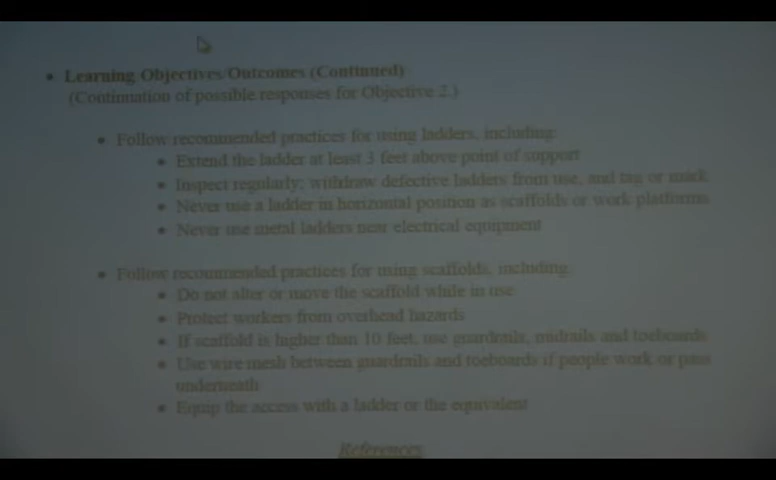 Learning Objectives/Outcomes (Continued)
(Continuation of possible responses for Objective 2.)
Follow recommended practices for using ladders, including:
Extend the ladder at least 3 feet above point of support
Inspect regularly; withdraw defective ladders from use, and tag or mark
Never use a ladder in horizontal position as scaffolds or work platforms
Never use metal ladders near electrical equipment
Follow recommended practices for using scaffolds, including:
Do not alter or move the scaffold while in use
Protect workers from overhead hazards
If scaffold is higher than 10 feet, use guardrails, midrails and toeboards
Use wire mesh between guardrails and toeboards if people work or pass
underneath
Equip the access with a ladder or the equivalent
References